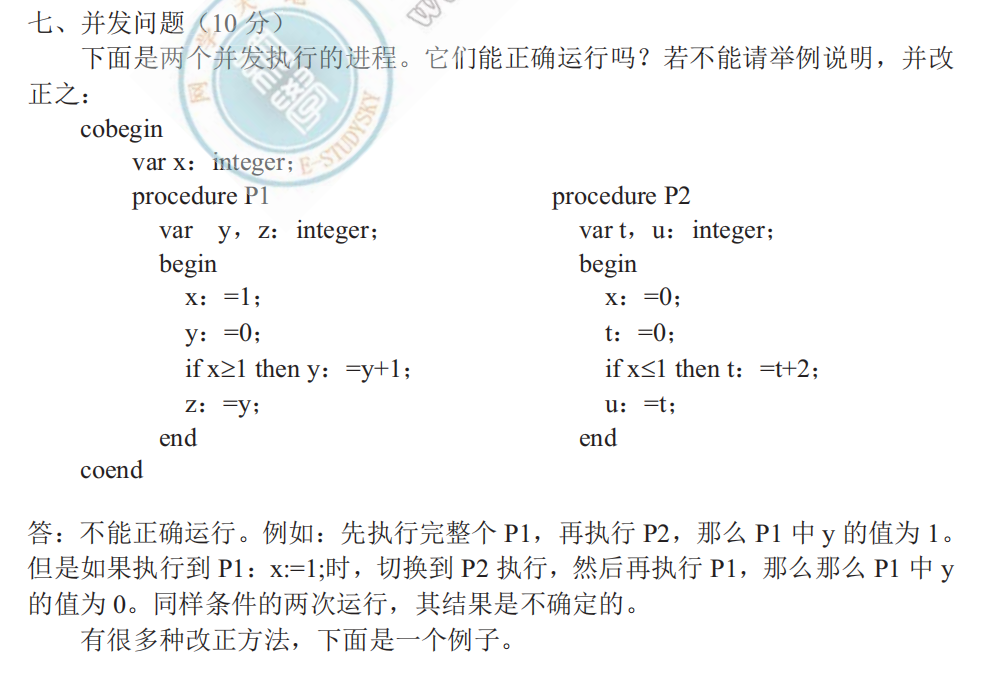 七、并发问题（10 分）
下面是两个并发执行的进程。它们能正确运行吗？若不能请举例说明，并改
正之：
cobegin
var x：integer；
procedure P1 procedure P2
var y，z：integer； var t，u：integer；
begin begin
x：=1； x：=0；
y：=0； t：=0；
if x≥1 then y：=y+1； if x≤1 then t：=t+2；
z：=y； u：=t；
end end
coend
答：不能正确运行。例如：先执行完整个 P1，再执行 P2，那么 P1 中 y 的值为 1。
但是如果执行到 P1：x:=1;时，切换到 P2 执行，然后再执行 P1，那么那么 P1 中 y
的值为 0。同样条件的两次运行，其结果是不确定的。
有很多种改正方法，下面是一个例子。
网学天
E-STUDYSKY